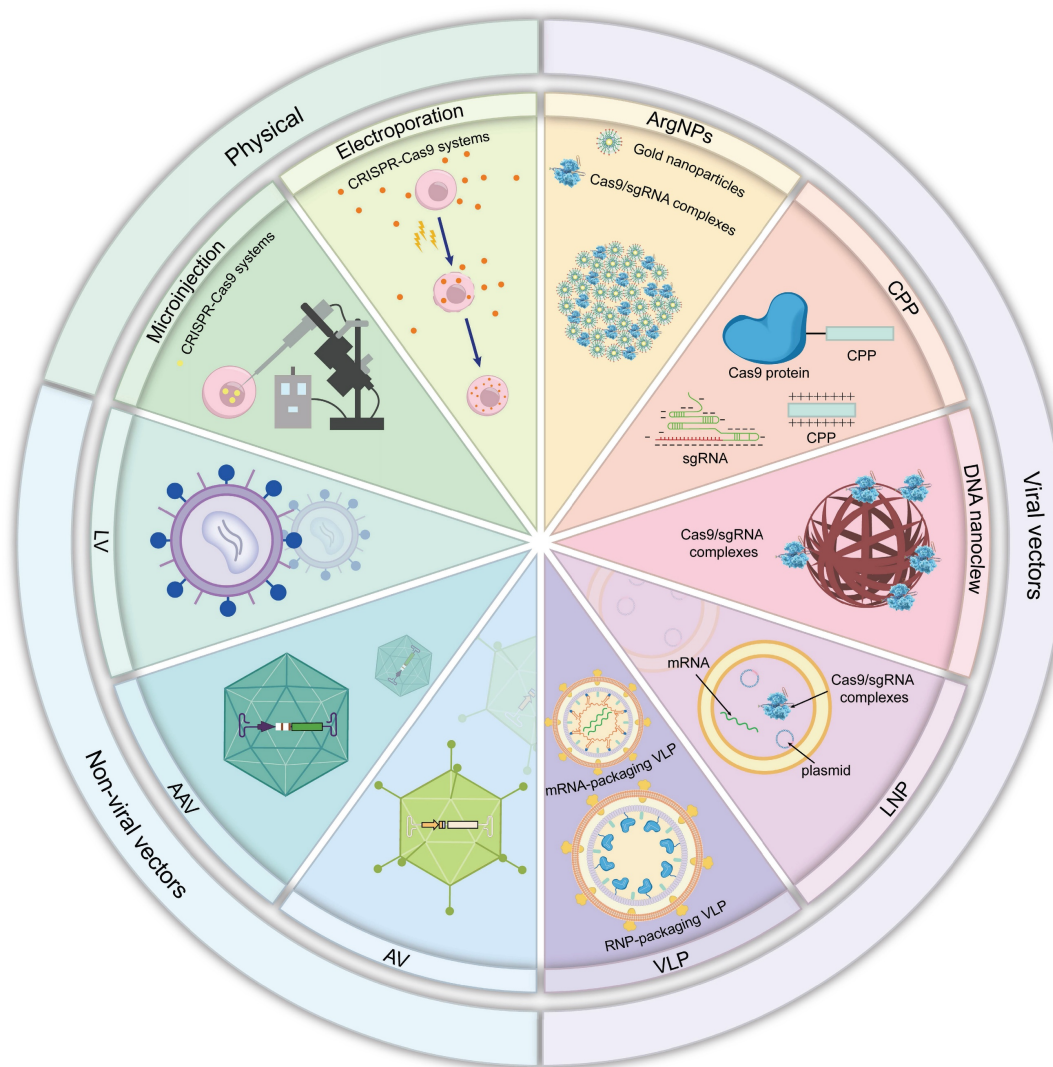 Physical
Electroporation
CRISPR-Cas9 systems
Microinjection
CRISPR-Cas9 systems
ArgNPs
Gold nanoparticles
Cas9/sgRNA complexes
CPP
Cas9 protein
CPP
sgRNA
CPP
Viral vectors
DNA nanoclew
Cas9/sgRNA
complexes
LNP
mRNA
Cas9/sgRNA
complexes
plasmid
VLP
mRNA-packaging VLP
RNP-packaging VLP
AV
AAV
LV
Non-viral vectors